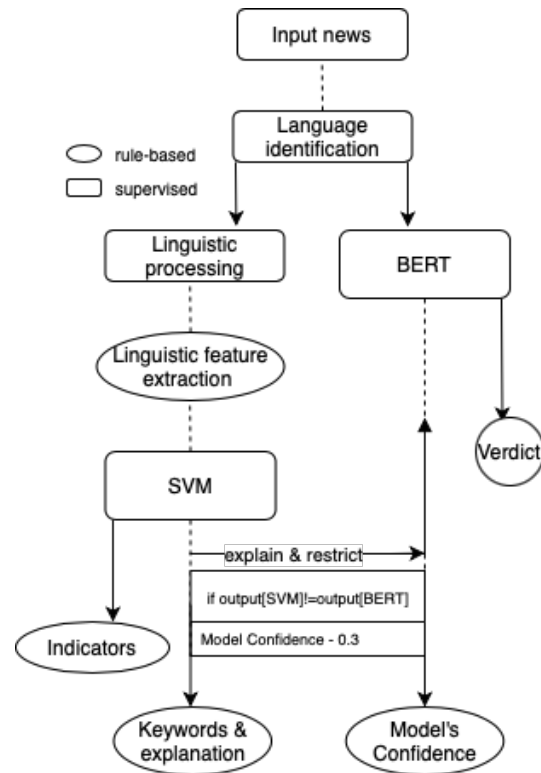 Input news
Language
identification
rule-based
supervised
Linguistic
processing
BERT
Linguistic feature
extraction
Verdict
SVM
explain & restrict
if output[SVM]!=output[BERT]
Model Confidence - 0.3
Indicators
Keywords &
explanation
Model's
Confidence